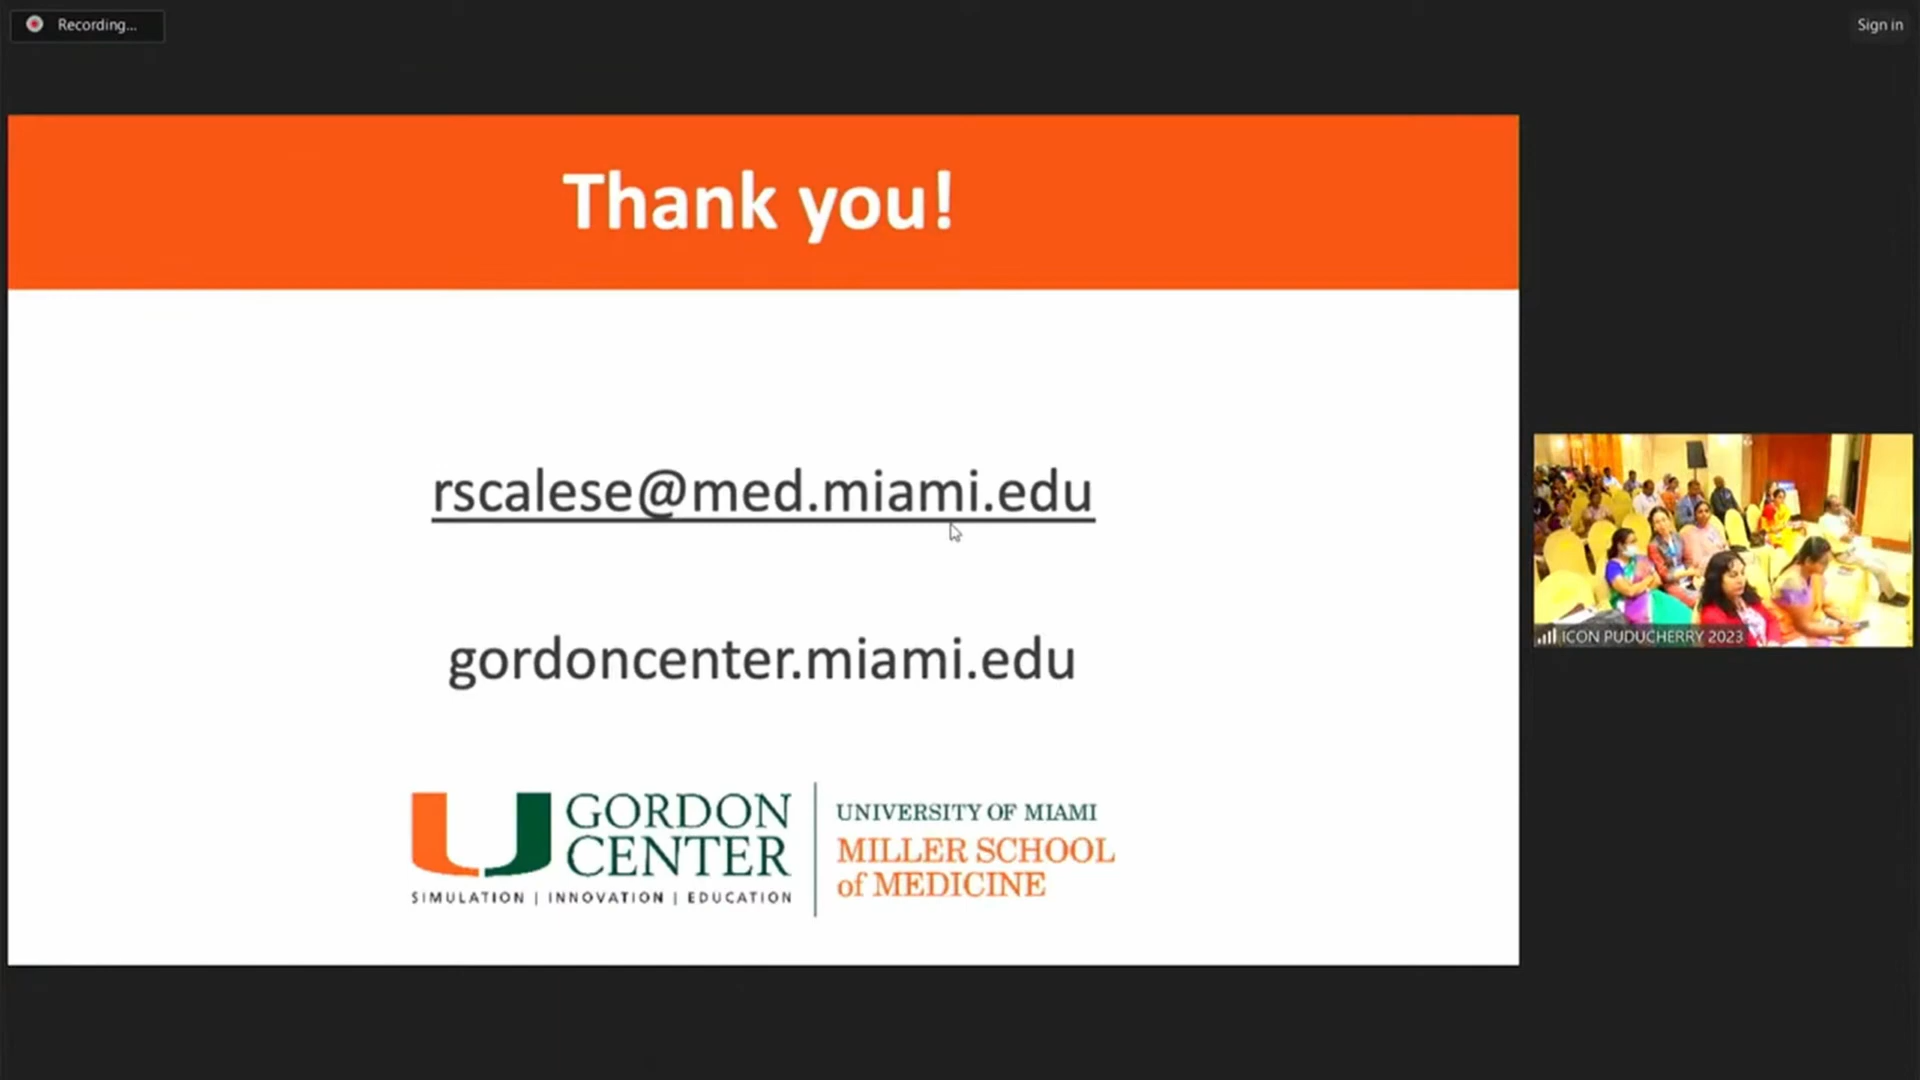 Recording...
Sign in
Thank you!
rscalese@med.miami.edu
gordoncenter.miami.edu
GORDON
CENTER
SIMULATION | INNOVATION | EDUCATION
UNIVERSITY OF MIAMI
MILLER SCHOOL
of MEDICINE
ICON PUDUCHERRY 2023